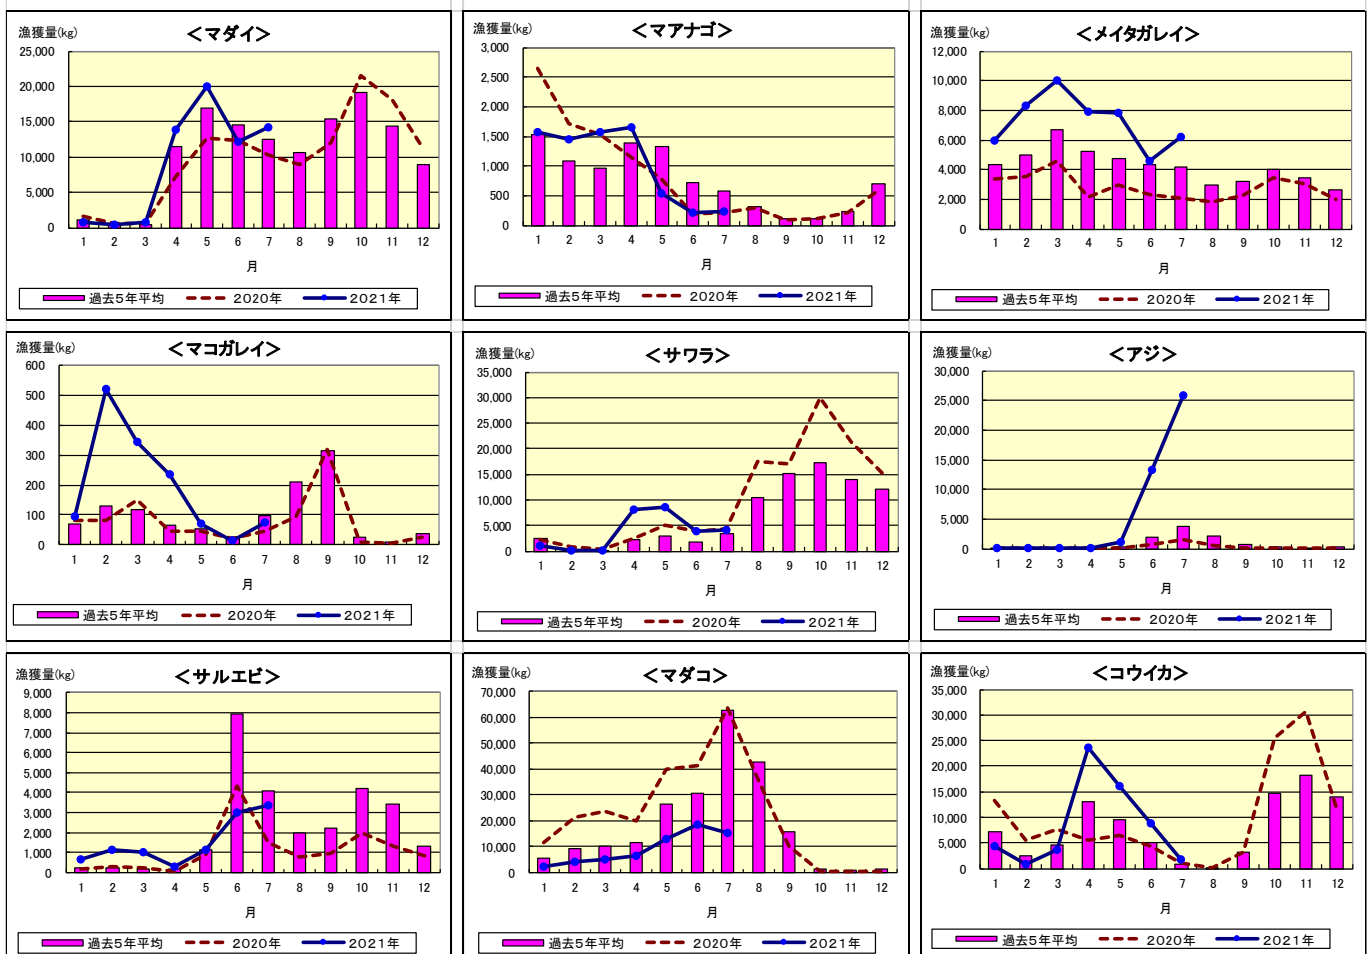 漁獲量(kg)
＜マダイ＞
25,000
20,000
15,000
10,000
5,000
0
1 2 3 4 5 6 7 8 9 10 11 12
月
過去5年平均 2020年 2021年
漁獲量(kg)
＜マアナゴ＞
3,000
2,500
2,000
1,500
1,000
500
0
1 2 3 4 5 6 7 8 9 10 11 12
月
過去5年平均 2020年 2021年
漁獲量(kg)
＜メイタガレイ＞
12,000
10,000
8,000
6,000
4,000
2,000
0
1 2 3 4 5 6 7 8 9 10 11 12
月
過去5年平均 2020年 2021年
漁獲量(kg)
＜マコガレイ＞
600
500
400
300
200
100
0
1 2 3 4 5 6 7 8 9 10 11 12
月
過去5年平均 2020年 2021年
漁獲量(kg)
＜サワラ＞
35,000
30,000
25,000
20,000
15,000
10,000
5,000
0
1 2 3 4 5 6 7 8 9 10 11 12
月
過去5年平均 2020年 2021年
漁獲量(kg)
＜アジ＞
30,000
25,000
20,000
15,000
10,000
5,000
0
1 2 3 4 5 6 7 8 9 10 11 12
月
過去5年平均 2020年 2021年
漁獲量(kg)
＜サルエビ＞
9,000
8,000
7,000
6,000
5,000
4,000
3,000
2,000
1,000
0
1 2 3 4 5 6 7 8 9 10 11 12
月
過去5年平均 2020年 2021年
漁獲量(kg)
＜マダコ＞
70,000
60,000
50,000
40,000
30,000
20,000
10,000
0
1 2 3 4 5 6 7 8 9 10 11 12
月
過去5年平均 2020年 2021年
漁獲量(kg)
＜コウイカ＞
35,000
30,000
25,000
20,000
15,000
10,000
5,000
0
1 2 3 4 5 6 7 8 9 10 11 12
月
過去5年平均 2020年 2021年